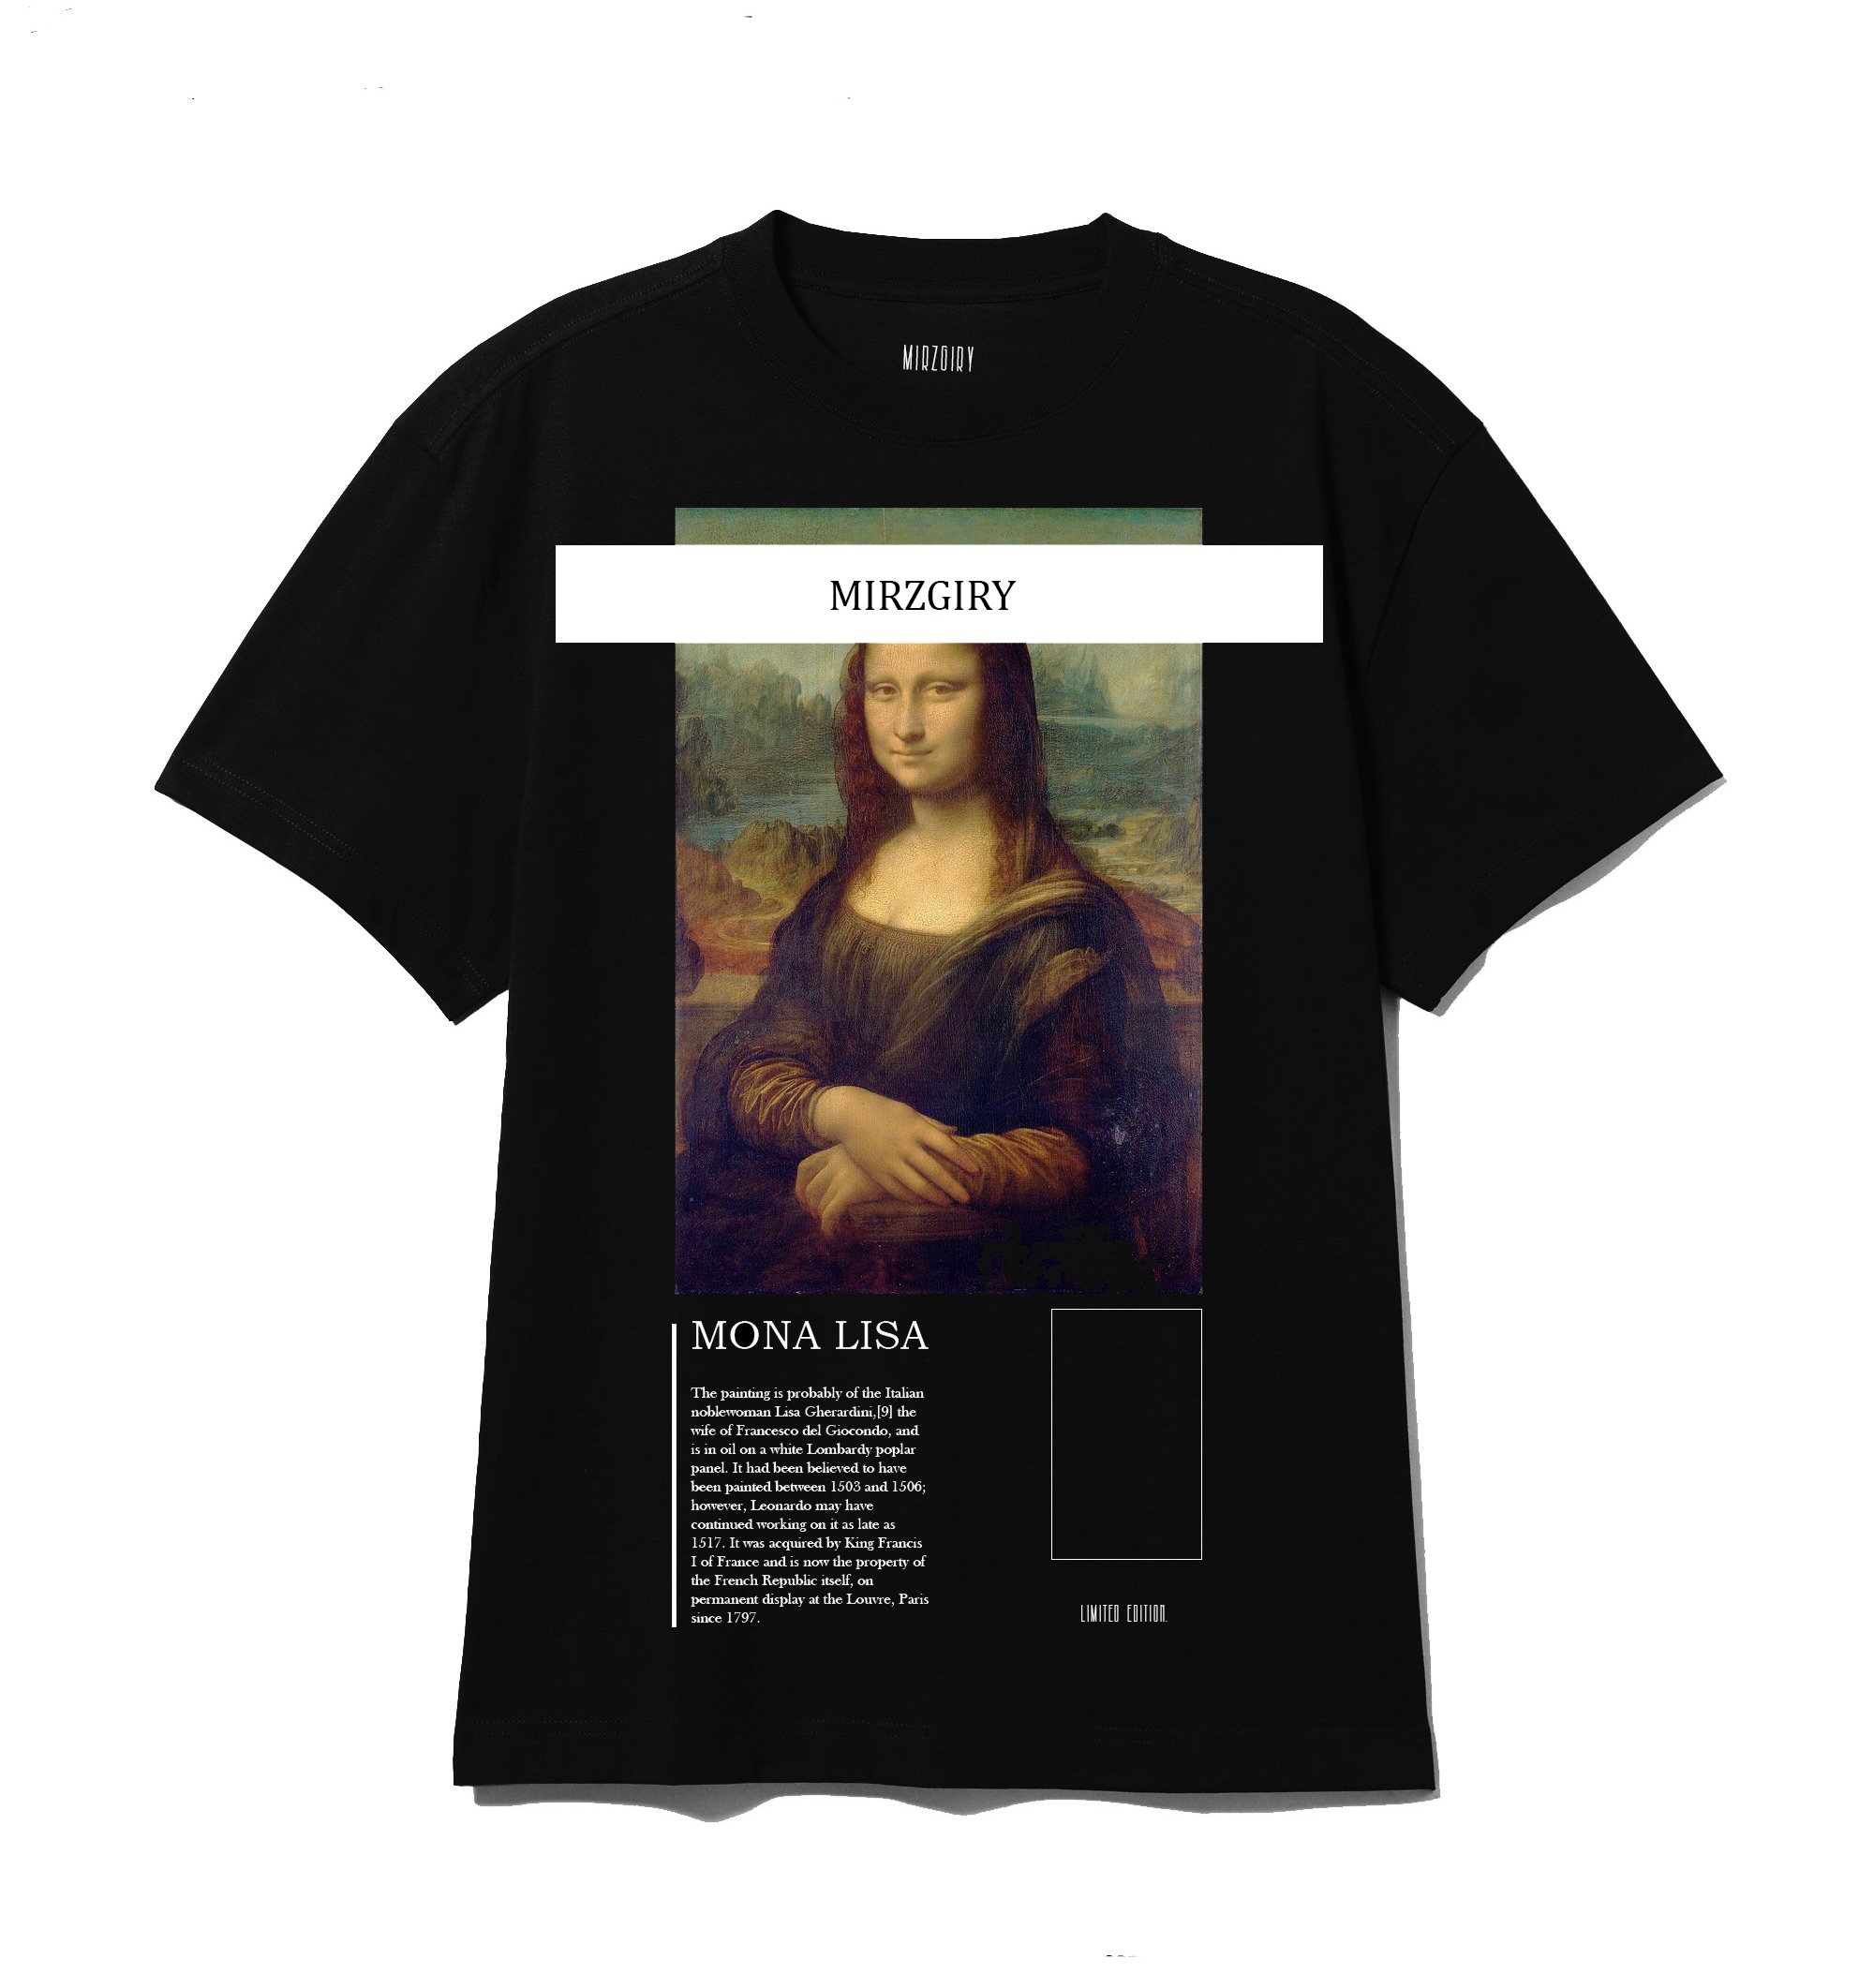 MIRZGIRY
MIRZGIRY
MONA LISA
The painting is probably of the Italian
noblewoman Lisa Gherardini,[9] the
wife of Francesco del Giocondo, and
is in oil on a white Lombardy poplar
panel. It had been believed to have
been painted between 1503 and 1506;
however, Leonardo may have
continued working on it as late as
1517. It was acquired by King Francis
I of France and is now the property of
the French Republic itself, on
permanent display at the Louvre, Paris
since 1797.
LIMITED EDITION.